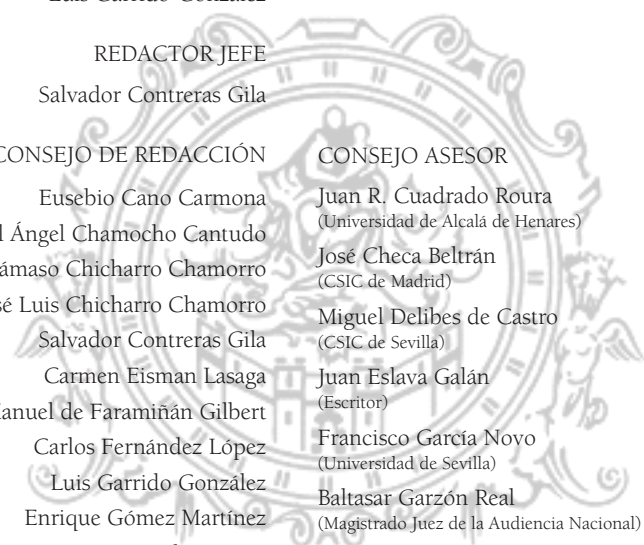 REDACTOR JEFE
Salvador Contreras Gila
CONSEJO DE REDACCIÓN
Eusebio Cano Carmona
Ángel Chamocho Cantudo
Chicharro Chamorro
Luis Chicharro Chamorro
Salvador Contreras Gila
Carmen Eisman Lasaga
de Faramiñán Gilbert
Carlos Fernández López
Luis Garrido González
Enrique Gómez Martínez
CONSEJO ASESOR
Juan R. Cuadrado Roura
(Universidad de Alcalá de Henares)
José Checa Beltrán
(CSIC de Madrid)
Miguel Delibes de Castro
(CSIC de Sevilla)
Juan Eslava Galán
(Escritor)
Francisco García Novo
(Universidad de Sevilla)
Baltasar Garzón Real
(Magistrado Juez de la Audiencia Nacional)